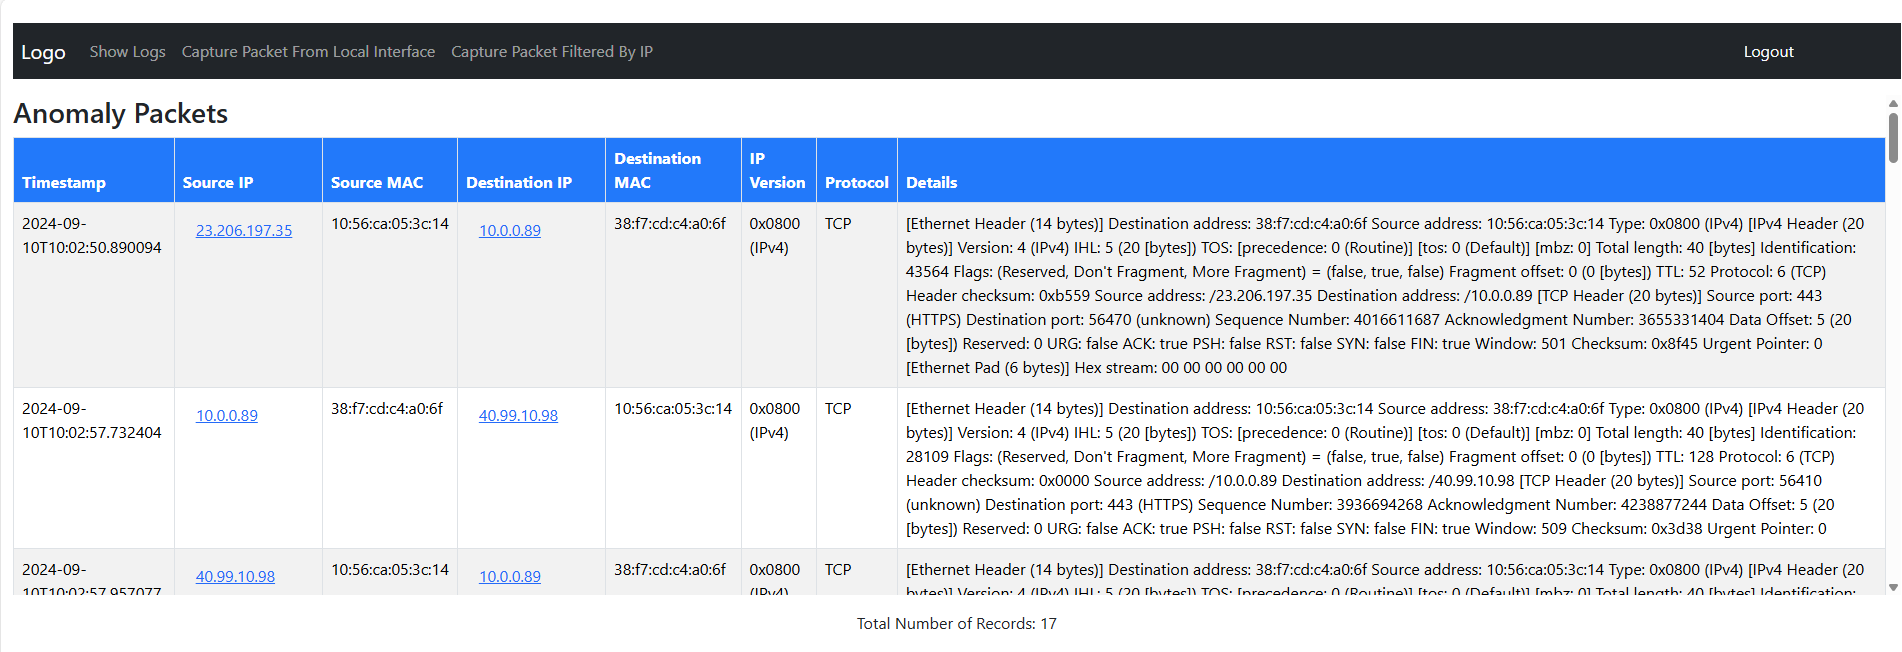 Logo Show Logs Capture Packet From Local Interface Capture Packet Filtered By IP Logout
Anomaly Packets
Timestamp Source IP Source MAC Destination IP Destination MAC IP Version Protocol Details
2024-09-
10T10:02:50.890094
23.206.197.35
10:56:ca:05:3c:14
10.0.0.89
38:f7:cd:c4:a0:6f
0x0800
(IPv4)
TCP
[Ethernet Header (14 bytes)] Destination address: 38:f7:cd:c4:a0:6f Source address: 10:56:ca:05:3c:14 Type: 0x0800 (IPv4) [IPv4 Header (20
bytes)] Version: 4 (IPv4) IHL: 5 (20 [bytes]) TOS: [precedence: 0 (Routine)] [tos: 0 (Default)] [mbz: 0] Total length: 40 [bytes] Identification:
43564 Flags: (Reserved, Don't Fragment, More Fragment) = (false, true, false) Fragment offset: 0 (0 [bytes]) TTL: 52 Protocol: 6 (TCP)
Header checksum: 0xb559 Source address: /23.206.197.35 Destination address: /10.0.0.89 [TCP Header (20 bytes)] Source port: 443
(HTTPS) Destination port: 56470 (unknown) Sequence Number: 4016611687 Acknowledgment Number: 3655331404 Data Offset: 5 (20
[bytes]) Reserved: 0 URG: false ACK: true PSH: false RST: false SYN: false FIN: true Window: 501 Checksum: 0x8f45 Urgent Pointer: 0
[Ethernet Pad (6 bytes)] Hex stream: 00 00 00 00 00 00
2024-09-
10T10:02:57.732404
10.0.0.89
38:f7:cd:c4:a0:6f
40.99.10.98
10:56:ca:05:3c:14
0x0800
(IPv4)
TCP
[Ethernet Header (14 bytes)] Destination address: 10:56:ca:05:3c:14 Source address: 38:f7:cd:c4:a0:6f Type: 0x0800 (IPv4) [IPv4 Header (20
bytes)] Version: 4 (IPv4) IHL: 5 (20 [bytes]) TOS: [precedence: 0 (Routine)] [tos: 0 (Default)] [mbz: 0] Total length: 40 [bytes] Identification:
28109 Flags: (Reserved, Don't Fragment, More Fragment) = (false, true, false) Fragment offset: 0 (0 [bytes]) TTL: 128 Protocol: 6 (TCP)
Header checksum: 0x0000 Source address: /10.0.0.89 Destination address: /40.99.10.98 [TCP Header (20 bytes)] Source port: 56410
(unknown) Destination port: 443 (HTTPS) Sequence Number: 3936694268 Acknowledgment Number: 4238877244 Data Offset: 5 (20
[bytes]) Reserved: 0 URG: false ACK: true PSH: false RST: false SYN: false FIN: true Window: 509 Checksum: 0x3d38 Urgent Pointer: 0
2024-09-
10T10:02:57.957077
40.99.10.98
10:56:ca:05:3c:14
10.0.0.89
38:f7:cd:c4:a0:6f
0x0800
(IPv4)
TCP
[Ethernet Header (14 bytes)] Destination address: 38:f7:cd:c4:a0:6f Source address: 10:56:ca:05:3c:14 Type: 0x0800 (IPv4) [IPv4 Header (20
bytes)] Version: 4 (IPv4) IHL: 5 (20 [bytes]) TOS: [precedence: 0 (Routine)] [tos: 0 (Default)] [mbz: 0] Total length: 40 [bytes] Identification:
Total Number of Records: 17